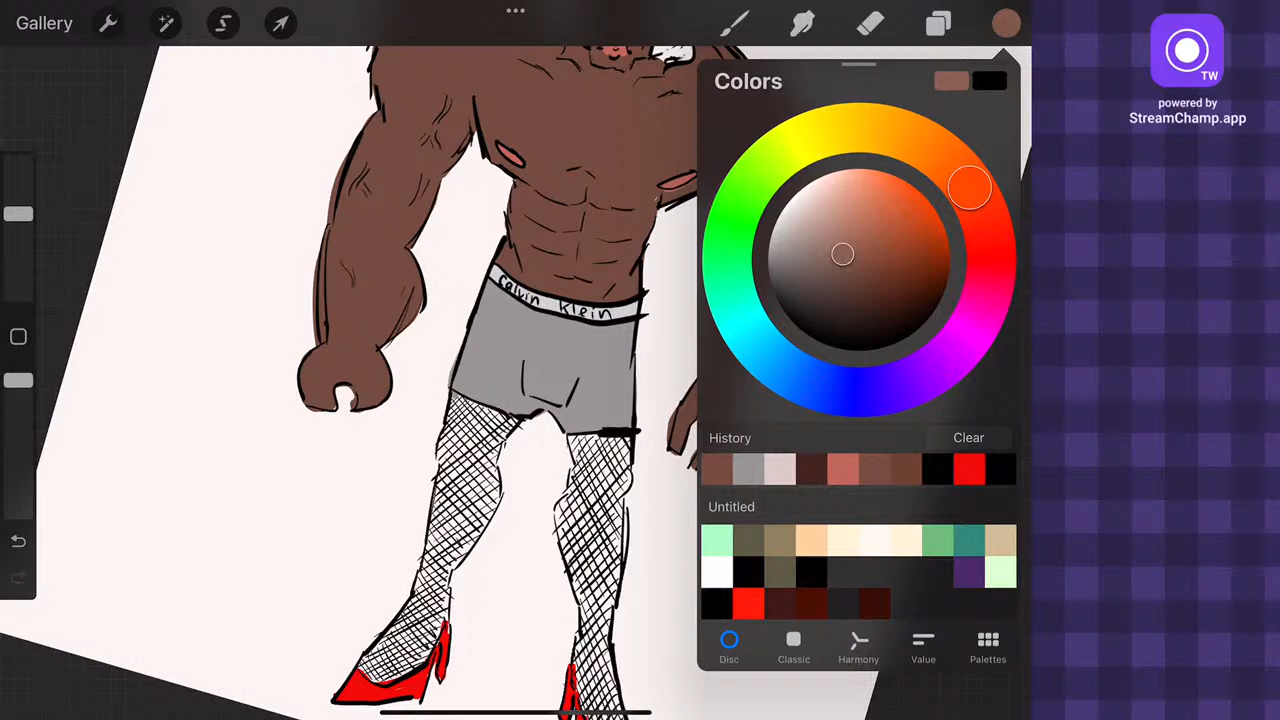 Gallery
TW
powered by
StreamChamp.app
Colors
calvin klein
History
Clear
Untitled
Disc
Classic
Harmony
Value
Palettes